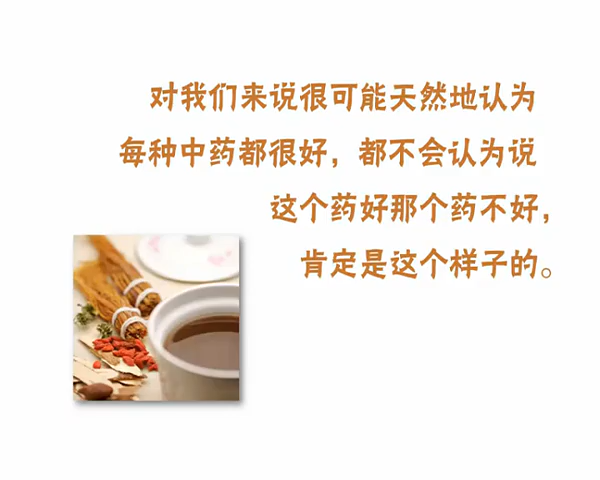 对我们来说很可能天然地认为
每种中药都很好，都不会认为说
这个药好那个药不好，
肯定是这个样子的。